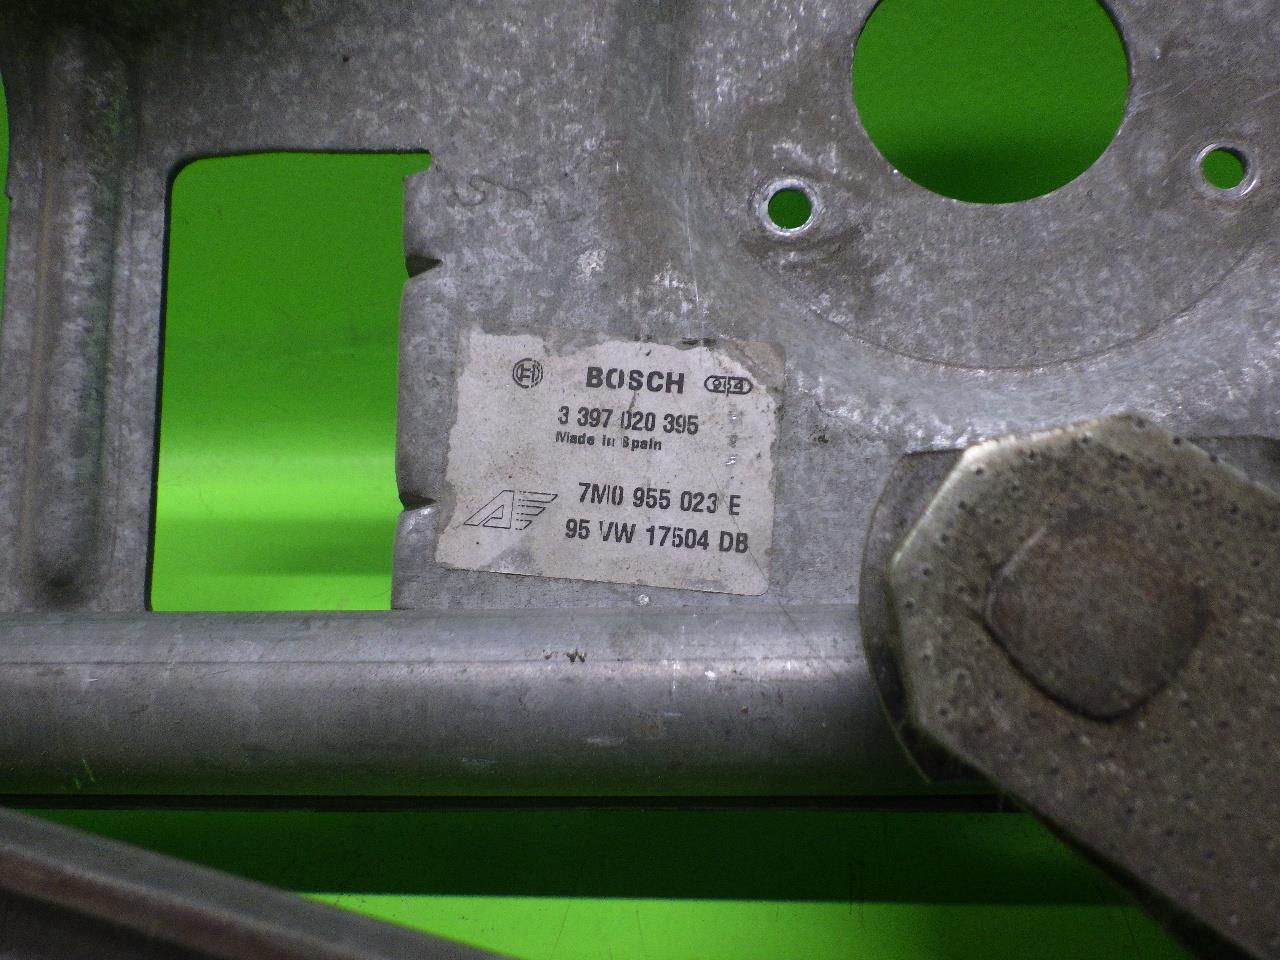 BOSCH
3 397 020 395
Made in Spain
7M0 955 023 E
95 VW 17504 DB